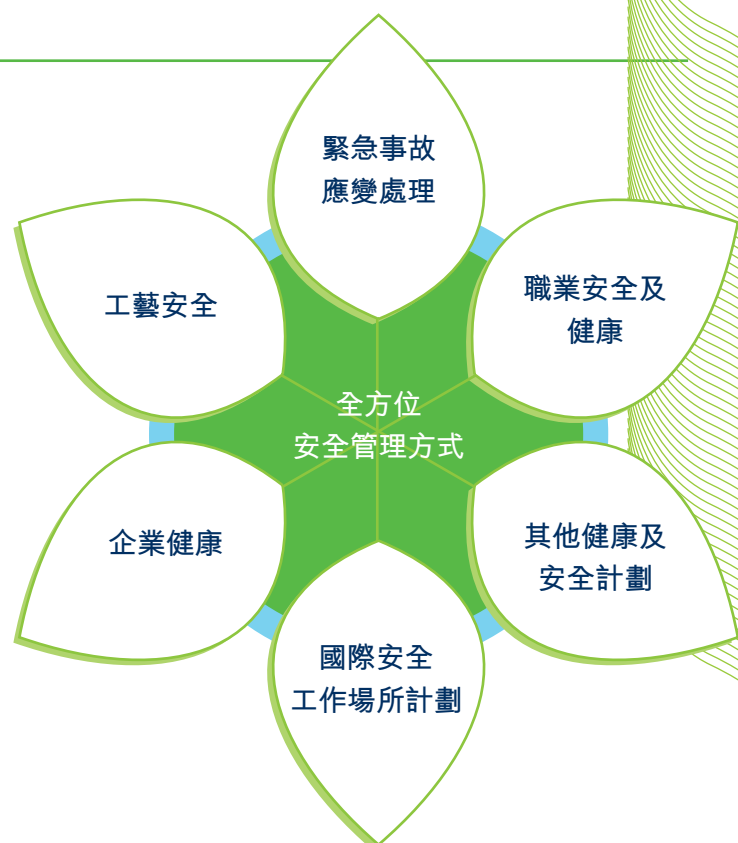 緊急事故
應變處理
職業安全及
健康
其他健康及
安全計劃
國際安全
工作場所計劃
企業健康
工藝安全
全方位
安全管理方式